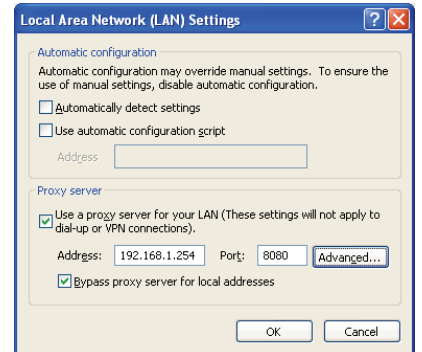 Local Area Network (LAN) Settings
Automatic configuration
Automatic configuration may override manual settings. To ensure the
use of manual settings, disable automatic configuration.
Automatically detect settings
Use automatic configuration script
Address
Proxy server
Use a proxy server for your LAN (These settings will not apply to
dial-up or VPN connections).
Address: 192.168.1.254 Port: 8080 Advanced...
Bypass proxy server for local addresses
OK Cancel